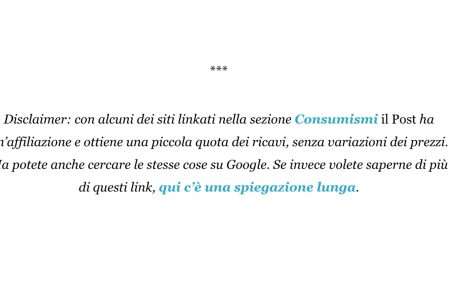 ***
Disclaimer: con alcuni dei siti linkati nella sezione Consumismi il Post ha
n’affiliazione e ottiene una piccola quota dei ricavi, senza variazioni dei prezzi.
a potete anche cercare le stesse cose su Google. Se invece volete saperne di più
di questi link, qui c’è una spiegazione lunga.